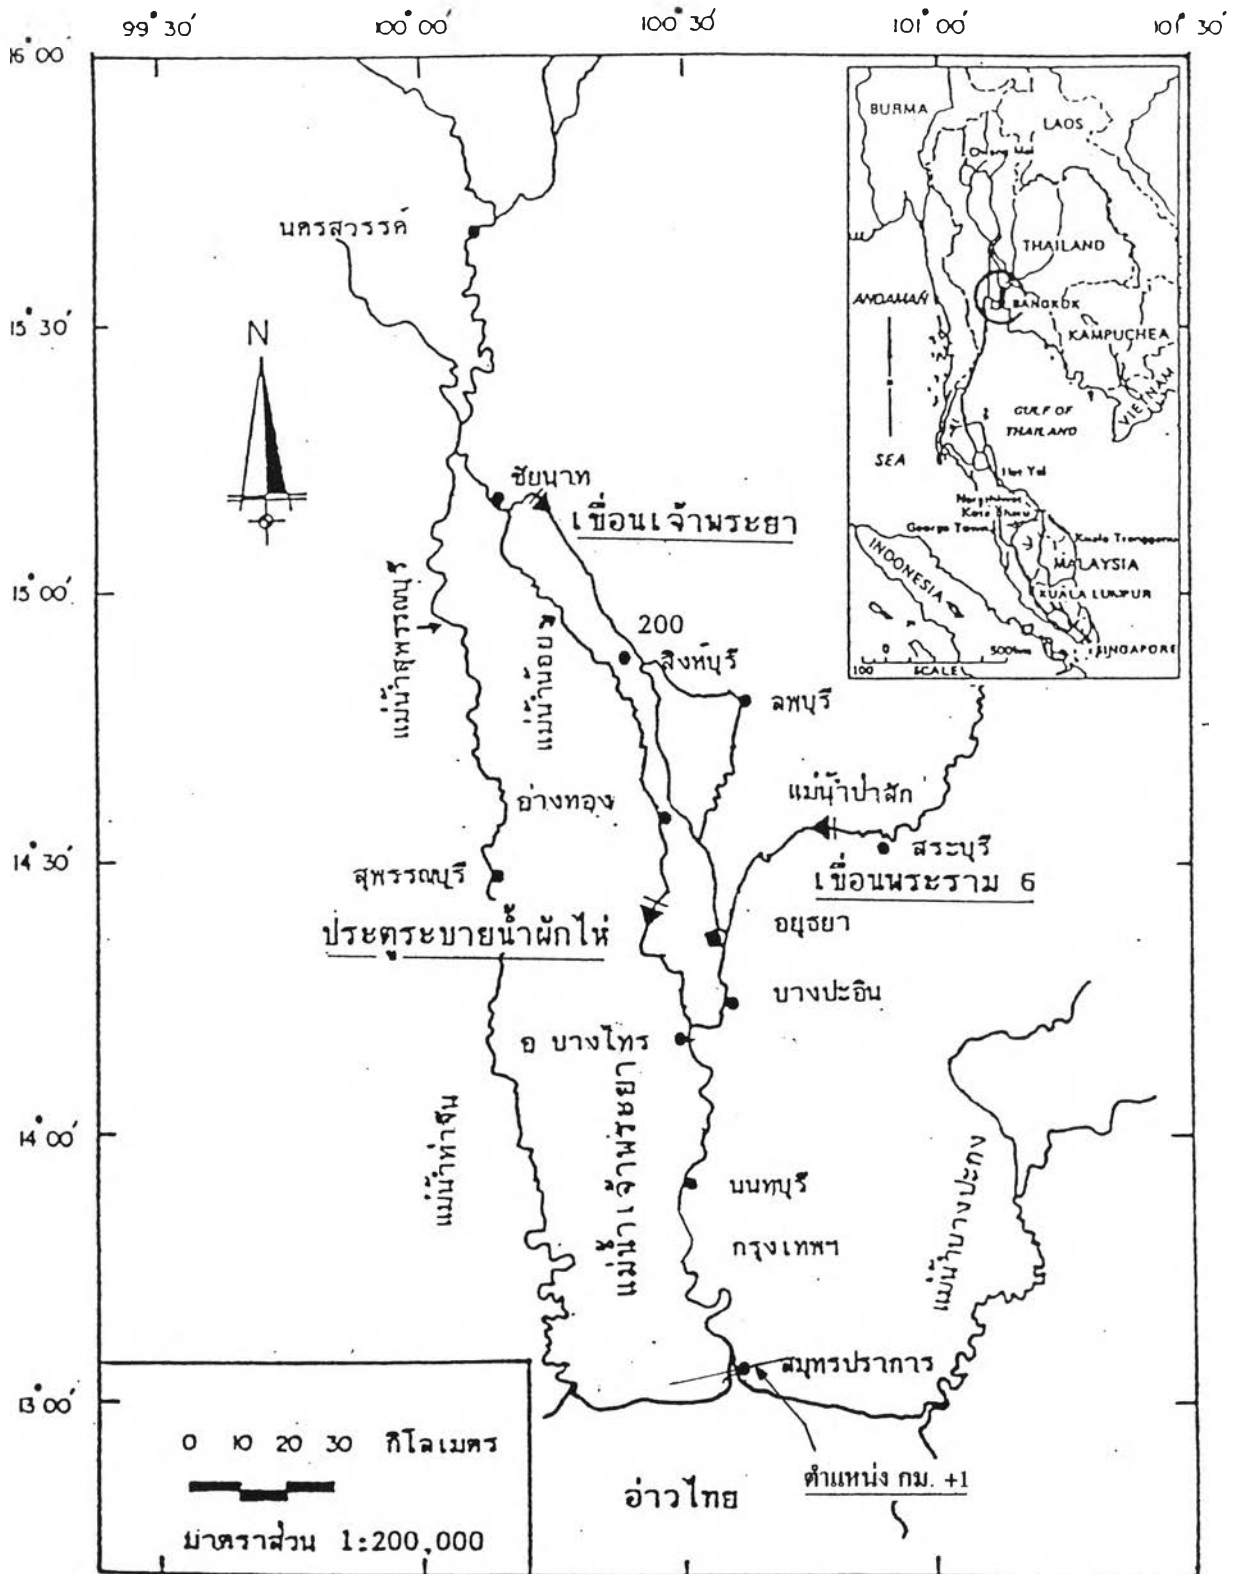 99° 30′ 100° 00′ 100° 30′ 101° 00′ 101° 30′
16° 00′
BURMA
LAOS
Chiang Mai
นครสวรรค์
THAILAND
15° 30′
ANDAMAN
BANGKOK
N
KAMPUCHEA
VIETNAM
GULF OF
THAILAND
SEA
Hat Yai
ชัยนาท
เขื่อนเจ้าพระยา
Kota Bharu
George Town
Kuala Trengganu
INDONESIA
MALAYSIA
KUALA LUMPUR
SINGAPORE
100 0 500 km
SCALE
15° 00′
แม่น้ำสุพรรณบุรี
แม่น้ำน้อย
200
สิงห์บุรี
ลพบุรี
แม่น้ำป่าสัก
อ่างทอง
14° 30′
สระบุรี
สุพรรณบุรี
เขื่อนพระราม 6
ประตูระบายน้ำผักไห่
อยุธยา
บางปะอิน
อ บางไทร
14° 00′
แม่น้ำท่าจีน
แม่น้ำเจ้าพระยา
แม่น้ำบางปะกง
นนทบุรี
กรุงเทพฯ
สมุทรปราการ
13° 00′
0 10 20 30 กิโลเมตร
ตำแหน่ง กม. +1
อ่าวไทย
มาตราส่วน 1:200,000